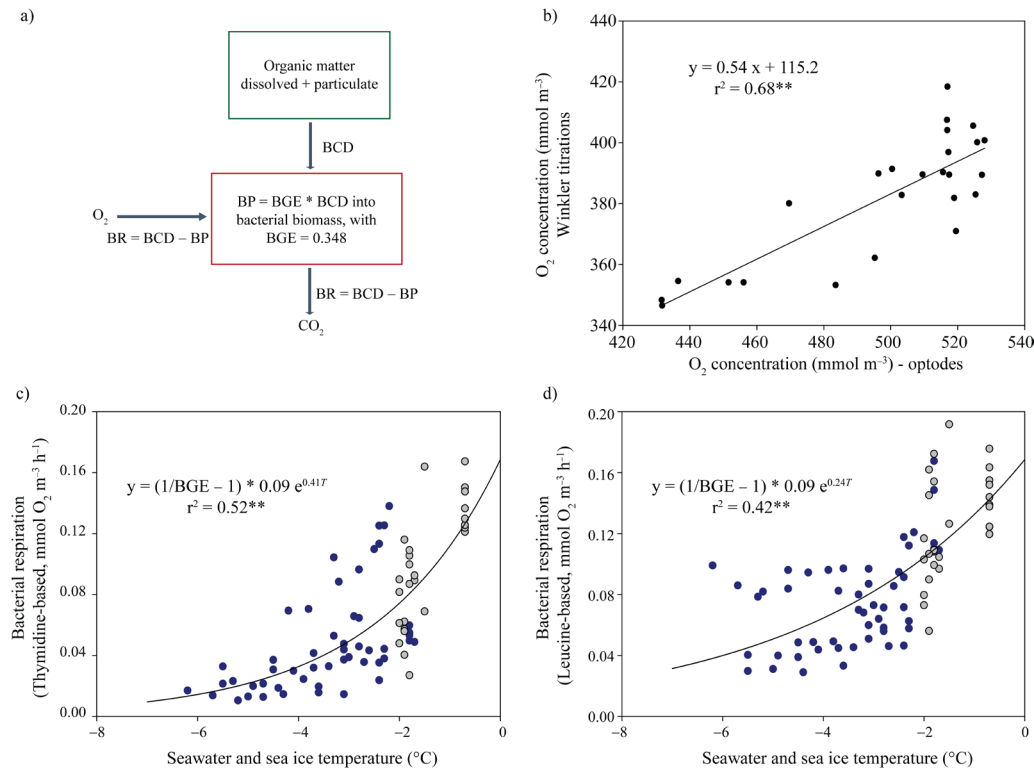 a)
Organic matter
dissolved + particulate
BCD
BP = BGE * BCD into
bacterial biomass, with
BGE = 0.348
O₂
BR = BCD – BP
BR = BCD – BP
CO₂
b)
y = 0.54 x + 115.2
r² = 0.68**
O₂ concentration (mmol m⁻³)
Winkler titrations
440
420
400
380
360
340
420 440 460 480 500 520 540
O₂ concentration (mmol m⁻³) - optodes
c)
y = (1/BGE – 1) * 0.09 e^0.41T
r² = 0.52**
Bacterial respiration
(Thymidine-based, mmol O₂ m⁻³ h⁻¹)
0.20
0.16
0.12
0.08
0.04
0.00
−8 −6 −4 −2 0
Seawater and sea ice temperature (°C)
d)
y = (1/BGE – 1) * 0.09 e^0.24T
r² = 0.42**
Bacterial respiration
(Leucine-based, mmol O₂ m⁻³ h⁻¹)
0.20
0.16
0.12
0.08
0.04
0.00
−8 −6 −4 −2 0
Seawater and sea ice temperature (°C)